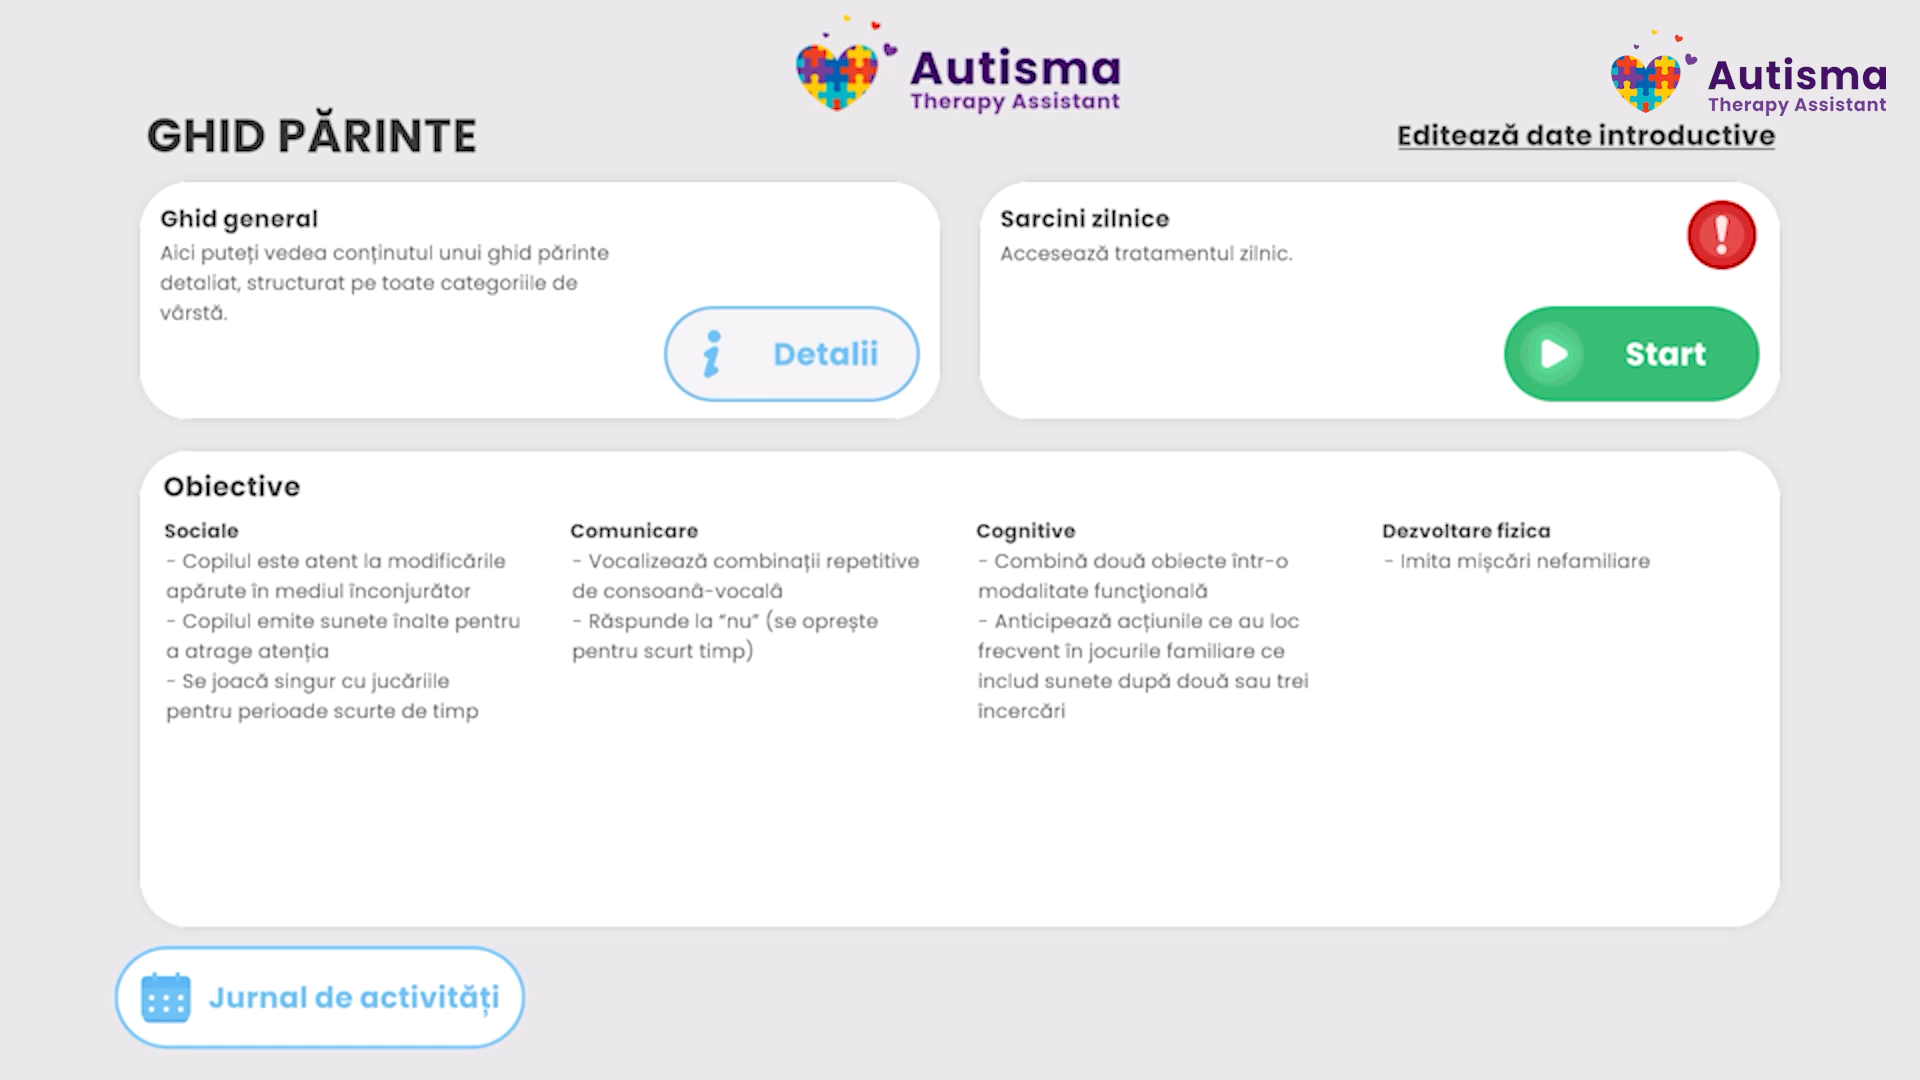 Autisma
Therapy Assistant
Autisma
Therapy Assistant
GHID PĂRINTE
Editează date introductive
Ghid general
Aici puteți vedea conținutul unui ghid părinte
detaliat, structurat pe toate categoriile de
vârstă.
Detalii
Sarcini zilnice
Accesează tratamentul zilnic.
Start
Obiective
Sociale
- Copilul este atent la modificările
apărute în mediul înconjurător
- Copilul emite sunete înalte pentru
a atrage atenția
- Se joacă singur cu jucăriile
pentru perioade scurte de timp
Comunicare
- Vocalizează combinații repetitive
de consoană-vocală
- Răspunde la “nu” (se oprește
pentru scurt timp)
Cognitive
- Combină două obiecte într-o
modalitate funcţională
- Anticipează acțiunile ce au loc
frecvent în jocurile familiare ce
includ sunete după două sau trei
încercări
Dezvoltare fizica
- Imita mișcări nefamiliare
Jurnal de activități